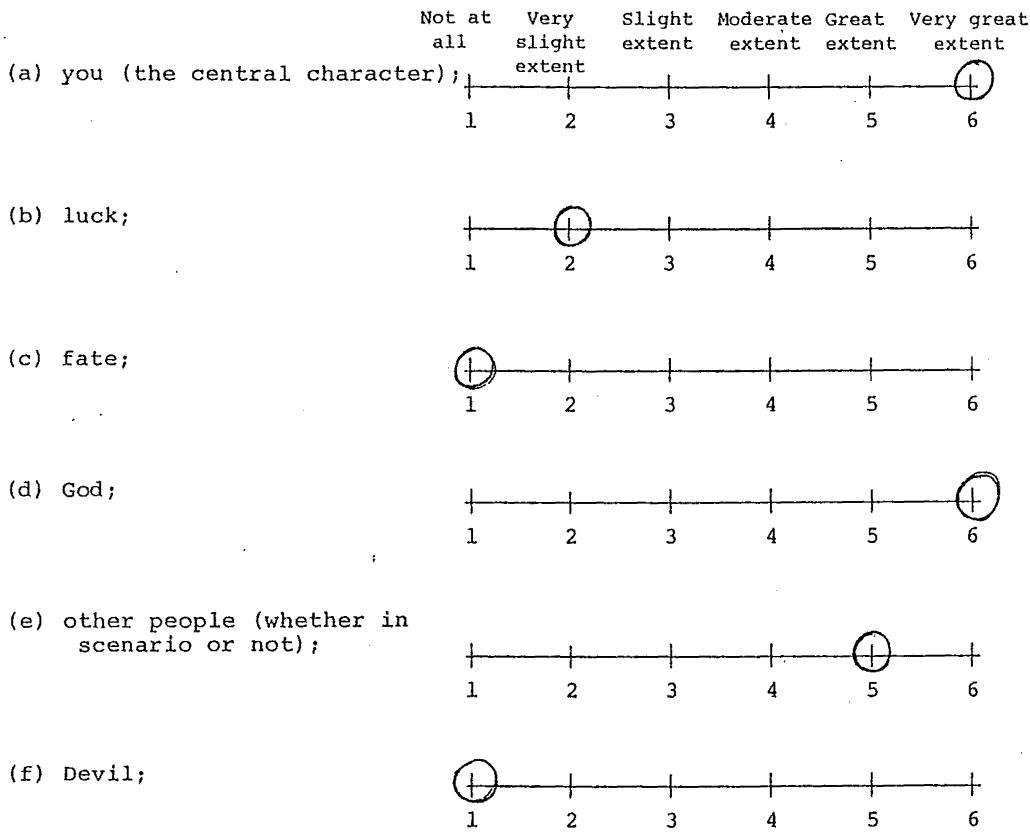 Not at Very Slight Moderate Great Very great
all slight extent extent extent extent
extent
(a) you (the central character);
1 2 3 4 5 6
(b) luck;
1 2 3 4 5 6
(c) fate;
1 2 3 4 5 6
(d) God;
1 2 3 4 5 6
(e) other people (whether in
scenario or not);
1 2 3 4 5 6
(f) Devil;
1 2 3 4 5 6